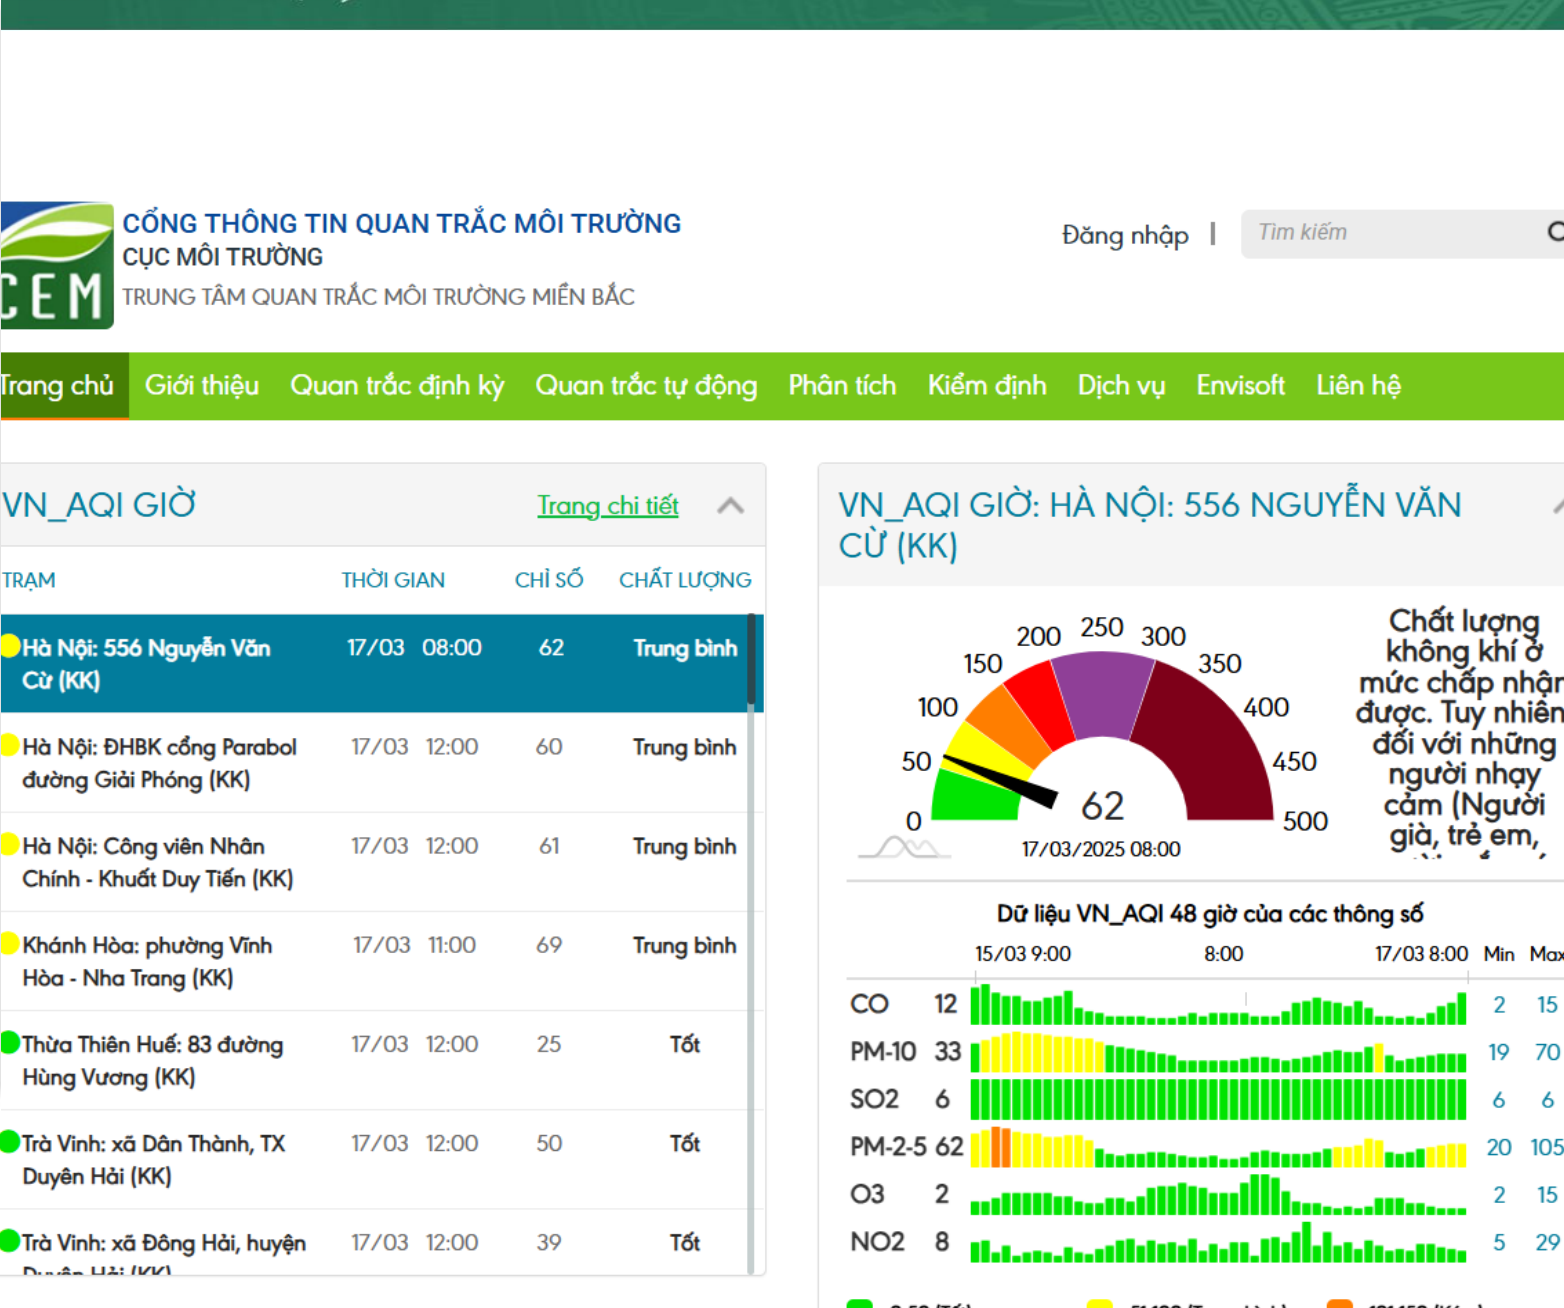 CEM
CỔNG THÔNG TIN QUAN TRẮC MÔI TRƯỜNG
CỤC MÔI TRƯỜNG
TRUNG TÂM QUAN TRẮC MÔI TRƯỜNG MIỀN BẮC
Đăng nhập | Tìm kiếm
Trang chủ Giới thiệu Quan trắc định kỳ Quan trắc tự động Phân tích Kiểm định Dịch vụ Envisoft Liên hệ
VN_AQI GIỜ Trang chi tiết
TRẠM THỜI GIAN CHỈ SỐ CHẤT LƯỢNG
Hà Nội: 556 Nguyễn Văn 17/03 08:00 62 Trung bình
Cừ (KK)
Hà Nội: ĐHBK cổng Parabol 17/03 12:00 60 Trung bình
đường Giải Phóng (KK)
Hà Nội: Công viên Nhân 17/03 12:00 61 Trung bình
Chính - Khuất Duy Tiến (KK)
Khánh Hòa: phường Vĩnh 17/03 11:00 69 Trung bình
Hòa - Nha Trang (KK)
Thừa Thiên Huế: 83 đường 17/03 12:00 25 Tốt
Hùng Vương (KK)
Trà Vinh: xã Dân Thành, TX 17/03 12:00 50 Tốt
Duyên Hải (KK)
Trà Vinh: xã Đông Hải, huyện 17/03 12:00 39 Tốt
Duyên Hải (KK)
VN_AQI GIỜ: HÀ NỘI: 556 NGUYỄN VĂN
CỪ (KK)
0 50 100 150 200 250 300 350 400 450 500
62
17/03/2025 08:00
Chất lượng
không khí ở
mức chấp nhận
được. Tuy nhiên
đối với những
người nhạy
cảm (Người
già, trẻ em,
Dữ liệu VN_AQI 48 giờ của các thông số
15/03 9:00 8:00 17/03 8:00 Min Max
CO 12 2 15
PM-10 33 19 70
SO2 6 6 6
PM-2-5 62 20 105
O3 2 2 15
NO2 8 5 29